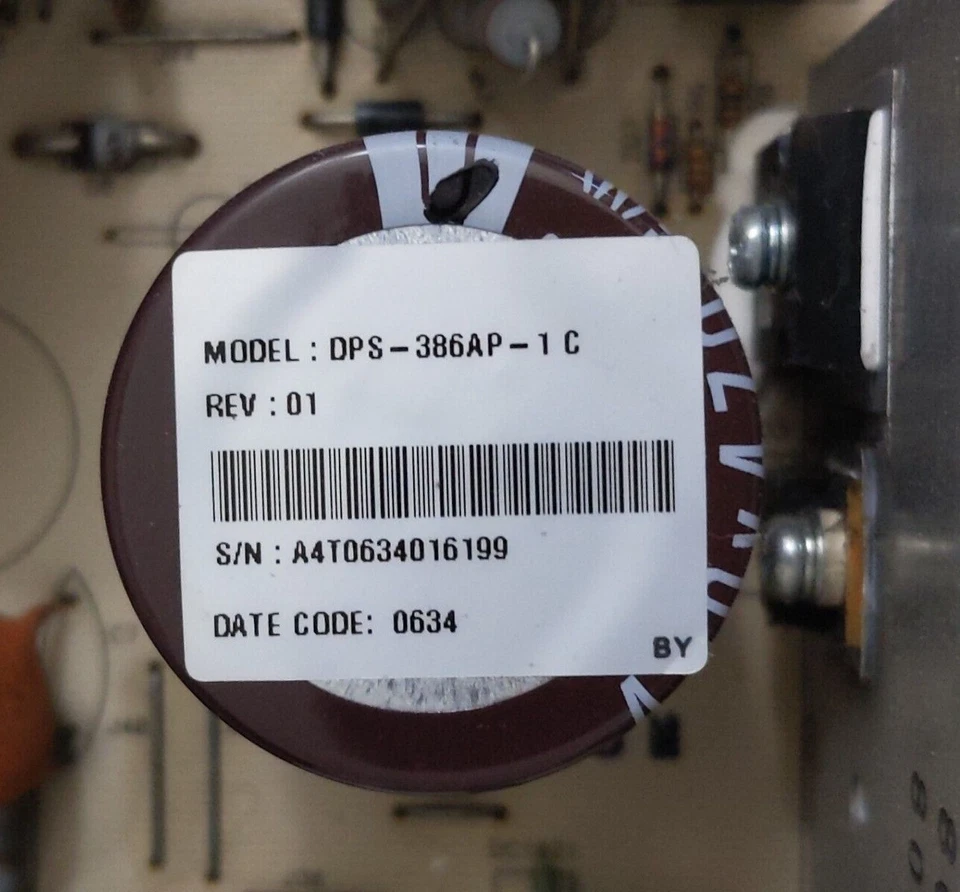 MODEL : DPS-386AP-1 C
REV : 01
S/N : A4T0634016199
DATE CODE: 0634
BY